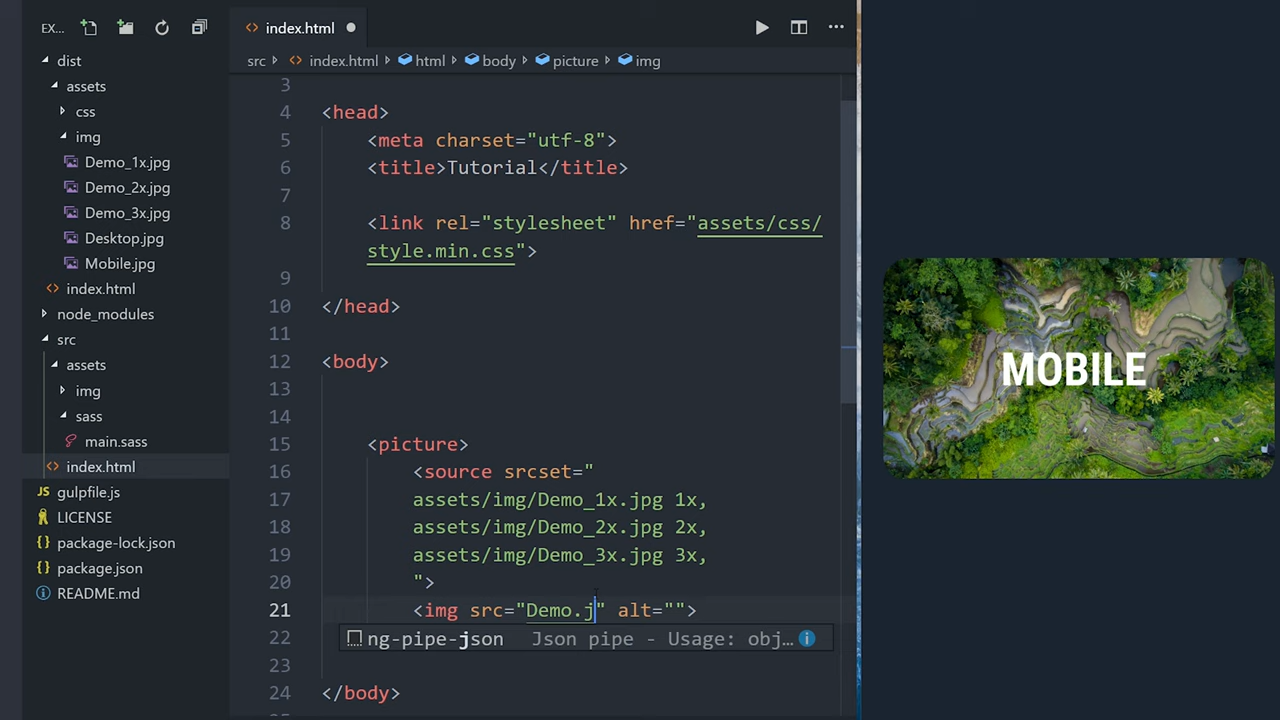 EX...
dist
assets
css
img
Demo_1x.jpg
Demo_2x.jpg
Demo_3x.jpg
Desktop.jpg
Mobile.jpg
index.html
node_modules
src
assets
img
sass
main.sass
index.html
gulpfile.js
LICENSE
package-lock.json
package.json
README.md
index.html
src index.html html body picture img
3
4 <head>
5 <meta charset="utf-8">
6 <title>Tutorial</title>
7
8 <link rel="stylesheet" href="assets/css/
style.min.css">
9
10 </head>
11
12 <body>
13
14
15 <picture>
16 <source srcset="
17 assets/img/Demo_1x.jpg 1x,
18 assets/img/Demo_2x.jpg 2x,
19 assets/img/Demo_3x.jpg 3x,
20 ">
21 <img src="Demo.j" alt="">
22 ng-pipe-json Json pipe - Usage: obj…
23
24 </body>
MOBILE